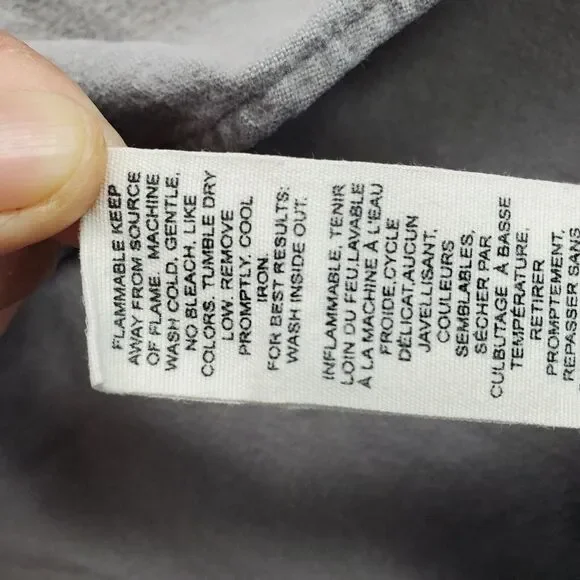 FLAMMABLE KEEP
AWAY FROM SOURCE
OF FLAME. MACHINE
WASH COLD, GENTLE,
NO BLEACH, LIKE
COLORS, TUMBLE DRY
LOW, REMOVE
PROMPTLY, COOL
IRON.
FOR BEST RESULTS:
WASH INSIDE OUT.
INFLAMMABLE, TENIR
LOIN DU FEU,LAVABLE
À LA MACHINE À L'EAU
FROIDE,CYCLE
DÉLICAT,AUCUN
JAVELLISANT,
COULEURS
SEMBLABLES,
SÉCHER PAR
CULBUTAGE À BASSE
TEMPÉRATURE,
RETIRER
PROMPTEMENT,
REPASSER SANS